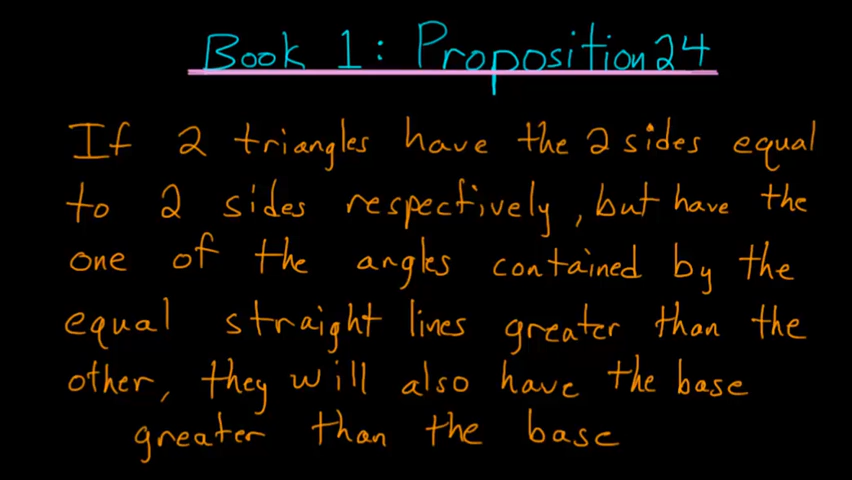 Book 1: Proposition 24
If 2 triangles have the 2 sides equal
to 2 sides respectively, but have the
one of the angles contained by the
equal straight lines greater than the
other, they will also have the base
greater than the base